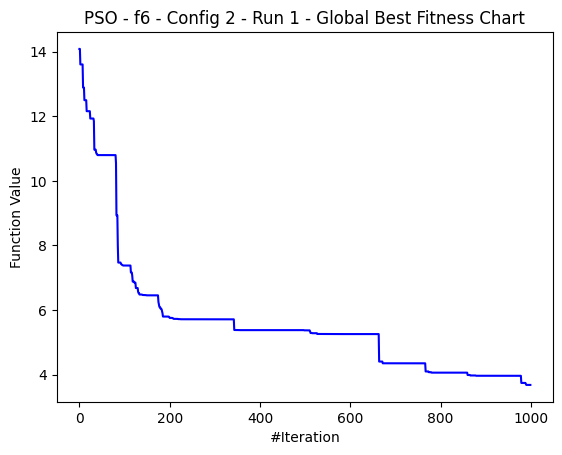 PSO - f6 - Config 2 - Run 1 - Global Best Fitness Chart
14
12
10
8
6
4
Function Value
0 200 400 600 800 1000
#Iteration